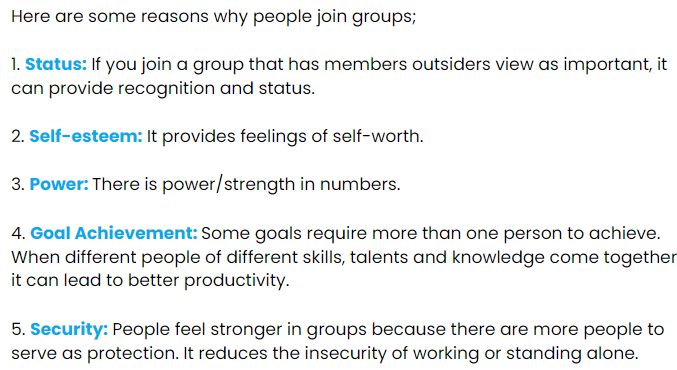 Here are some reasons why people join groups;
1. Status: If you join a group that has members outsiders view as important, it
can provide recognition and status.
2. Self-esteem: It provides feelings of self-worth.
3. Power: There is power/strength in numbers.
4. Goal Achievement: Some goals require more than one person to achieve.
When different people of different skills, talents and knowledge come together
it can lead to better productivity.
5. Security: People feel stronger in groups because there are more people to
serve as protection. It reduces the insecurity of working or standing alone.